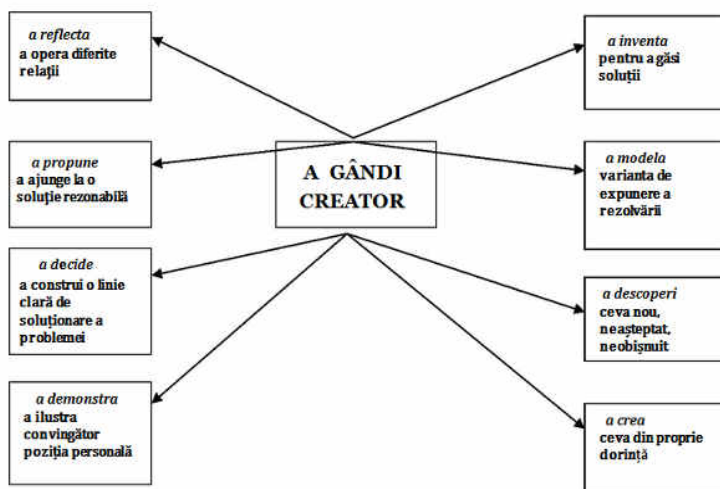 a reflecta
a opera diferite
relații
a propune
a ajunge la o
soluție rezonabilă
a decide
a construi o linie
clară de
soluționare a
problemei
a demonstra
a ilustra
convingător
poziția personală
A GÂNDI
CREATOR
a inventa
pentru a găsi
soluții
a modela
varianta de
expunere a
rezolvării
a descoperi
ceva nou,
neașteptat,
neobișnuit
a crea
ceva din proprie
dorință